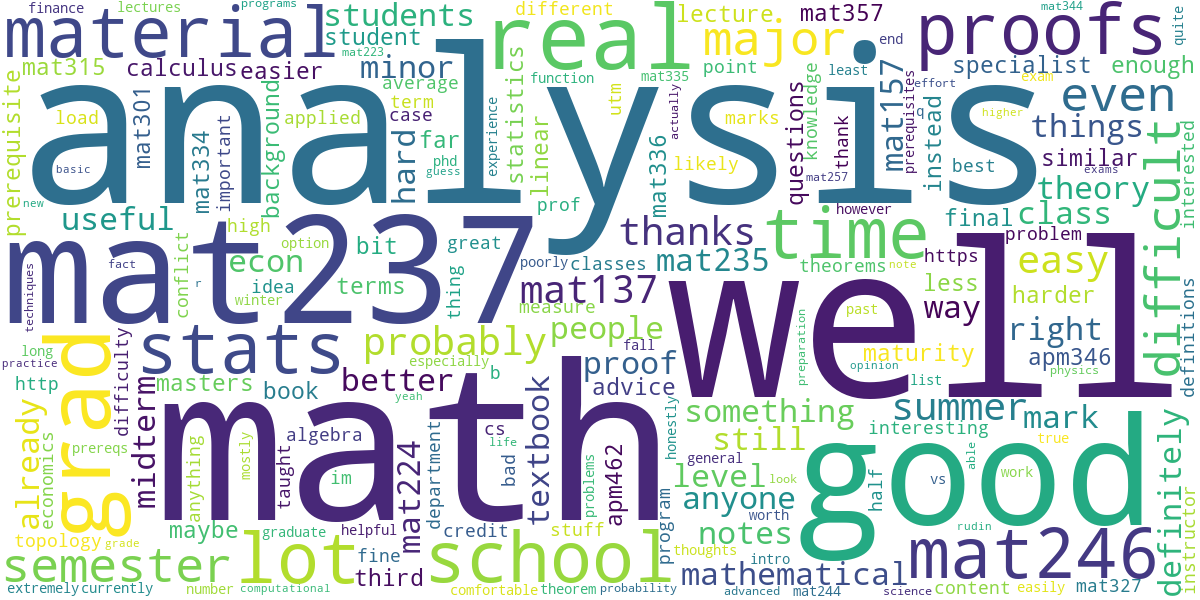 finance lectures programs
material
students
student
different
real
lecture
mat357
major
mat344
proofs
end
quite
mat223
mat315
calculus easier
minor
average
function
mat335
point
least
specialist
enough
exam
prerequisite
load
mat301
mat334
important
background
applied
term
case
hard
far
phd
guess
experience
statistics
linear
utm
prof
marks
likely
mat336
actually
questions
knowledge
thank
mat257
mat157
q
prerequisites
effort
instead
higher
best
even
things
similar
exams
theory
interested
analysis
basic
new
useful
high
option
bit
great
thanks
time
however
final
class
difficult
problem
mat237
fact
r
winter
conflict
idea
econ
terms
thing
poorly classes
mat235
theorems
note
https
less
easy
harder
definitions
techniques
mat137
measure
way
right
well
stats
probably
especially
people
fall
proof
past
maturity
apm346
practice
long
http
grad
difficulty
masters
book
better
b
advice
preparation
opinion
list
physics
yeah
already
economics
prereqs
midterm
anything
mostly
algebra
im
taught
math
mat224
department
cs
life
bad
textbook
problems
apm462
honestly
something
still
general
level
look
interesting
summer
mark
true
able
vs
work
half
good
definitely
instructor
topology
grade
maybe
graduate
helpful
fine
credit
stuff
program
anyone
worth
notes
thoughts
intro
rudin
mat246
semester
lot
third
school
mathematical
science
content
easily
extremely currently
number
computational
comfortable
theorem
probability
advanced
mat244
mat327